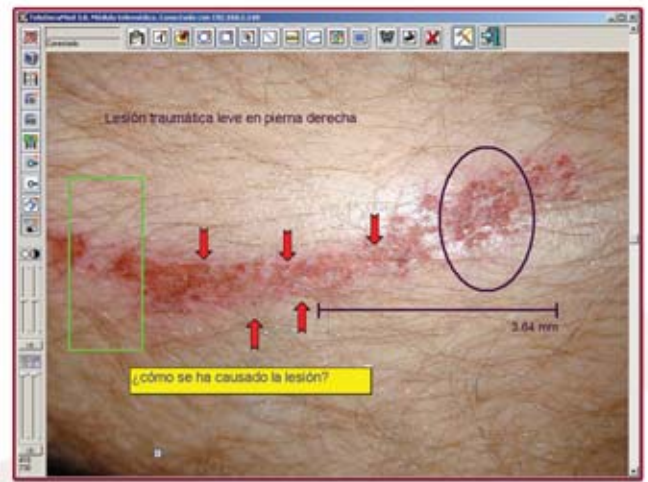 Lesión traumática leve en pierna derecha
3.64 mm
¿cómo se ha causado la lesión?